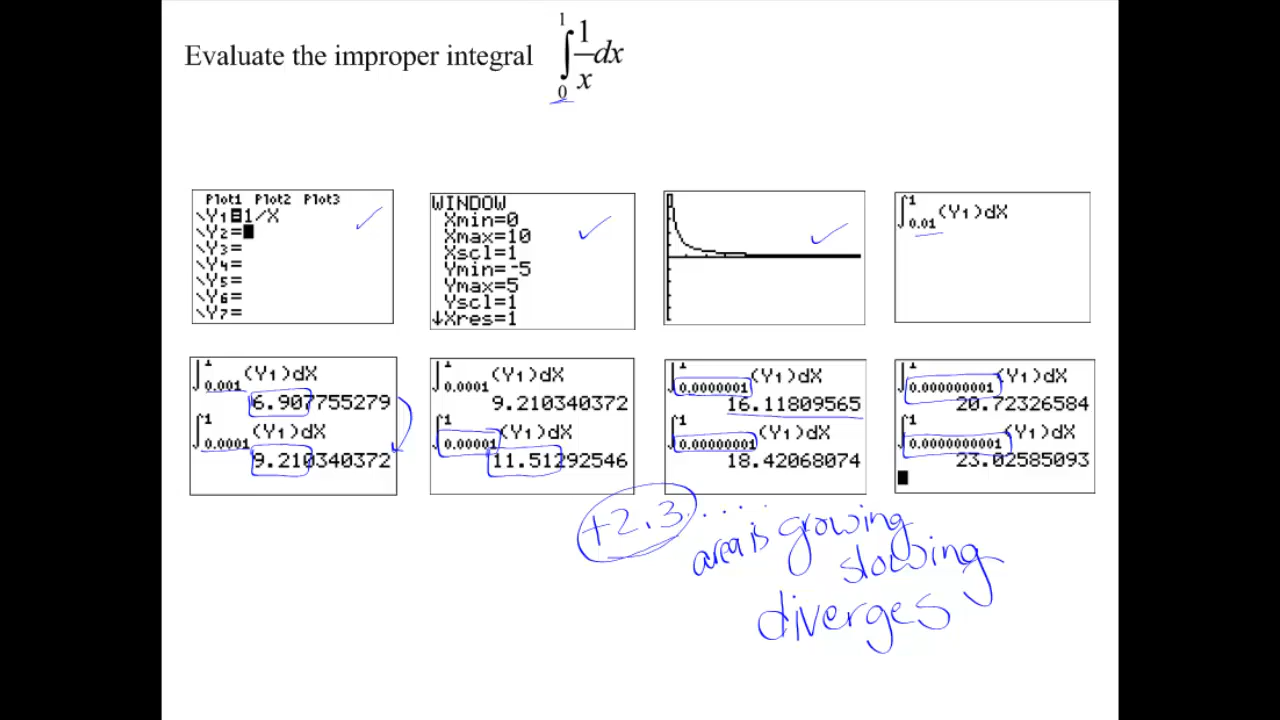 Evaluate the improper integral ∫₀¹ 1/x dx
Plot1 Plot2 Plot3
\Y₁=1/X
\Y₂=
\Y₃=
\Y₄=
\Y₅=
\Y₆=
\Y₇=
WINDOW
Xmin=0
Xmax=10
Xscl=1
Ymin=-5
Ymax=5
Yscl=1
↓Xres=1
∫₀.₀₁¹(Y₁)dX
∫₀.₀₀₁¹(Y₁)dX
6.907755279
∫₀.₀₀₀₁¹(Y₁)dX
9.210340372
∫₀.₀₀₀₁¹(Y₁)dX
9.210340372
∫₀.₀₀₀₀₁¹(Y₁)dX
11.51292546
∫₀.₀₀₀₀₀₀₁¹(Y₁)dX
16.11809565
∫₀.₀₀₀₀₀₀₀₁¹(Y₁)dX
18.42068074
∫₀.₀₀₀₀₀₀₀₀₁¹(Y₁)dX
20.72326584
∫₀.₀₀₀₀₀₀₀₀₀₁¹(Y₁)dX
23.02585093
+2.3.....
area is growing
slowing
diverges